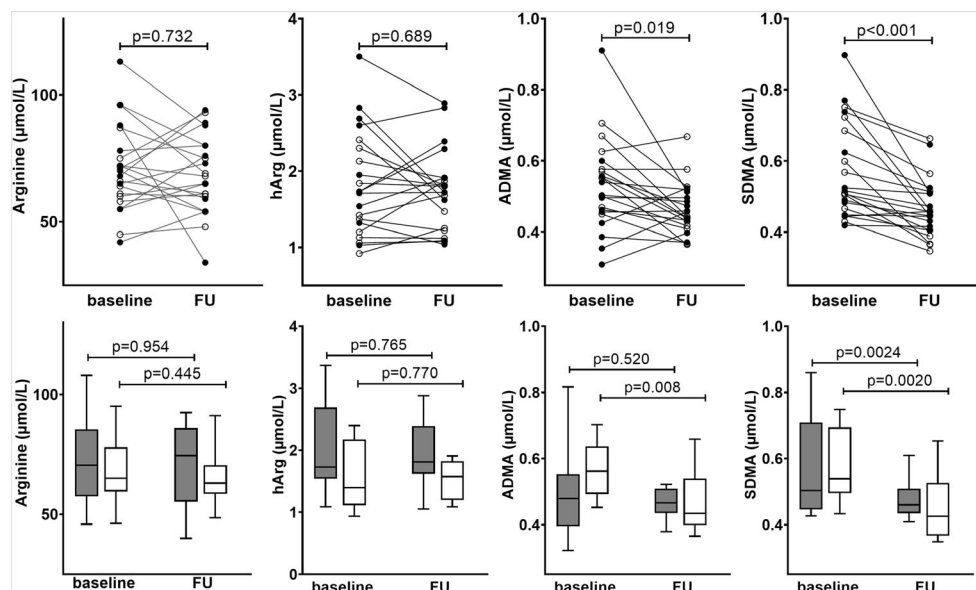 p=0.732
Arginine (µmol/L)
100
50
baseline FU
p=0.689
hArg (µmol/L)
4
3
2
1
baseline FU
p=0.019
ADMA (µmol/L)
1.0
0.8
0.6
0.4
baseline FU
p<0.001
SDMA (µmol/L)
1.0
0.8
0.6
0.4
baseline FU
p=0.954
p=0.445
Arginine (µmol/L)
100
50
baseline FU
p=0.765
p=0.770
hArg (µmol/L)
4
3
2
1
0
baseline FU
p=0.520
p=0.008
ADMA (µmol/L)
1.0
0.8
0.6
0.4
baseline FU
p=0.0024
p=0.0020
SDMA (µmol/L)
1.0
0.8
0.6
0.4
baseline FU